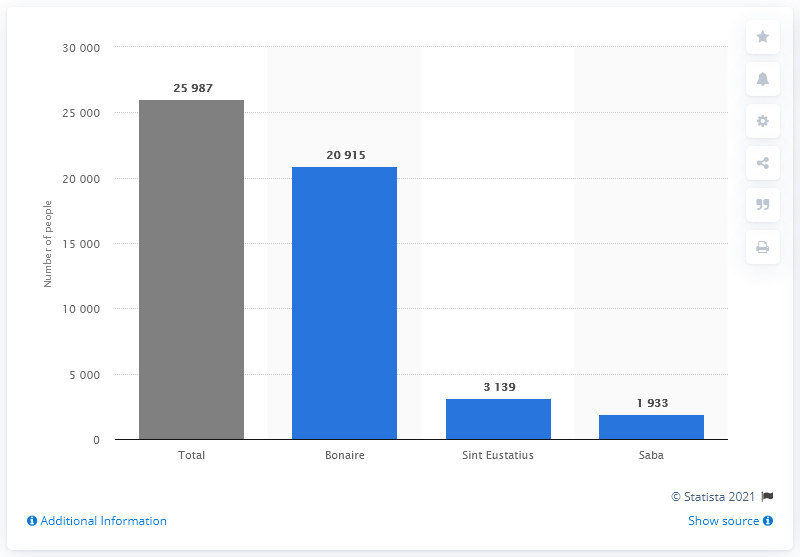 30 000
25 000
20 000
15 000
10 000
5 000
0
Number of people
25 987
20 915
3 139
1 933
Total
Bonaire
Sint Eustatius
Saba
© Statista 2021
Additional Information
Show source